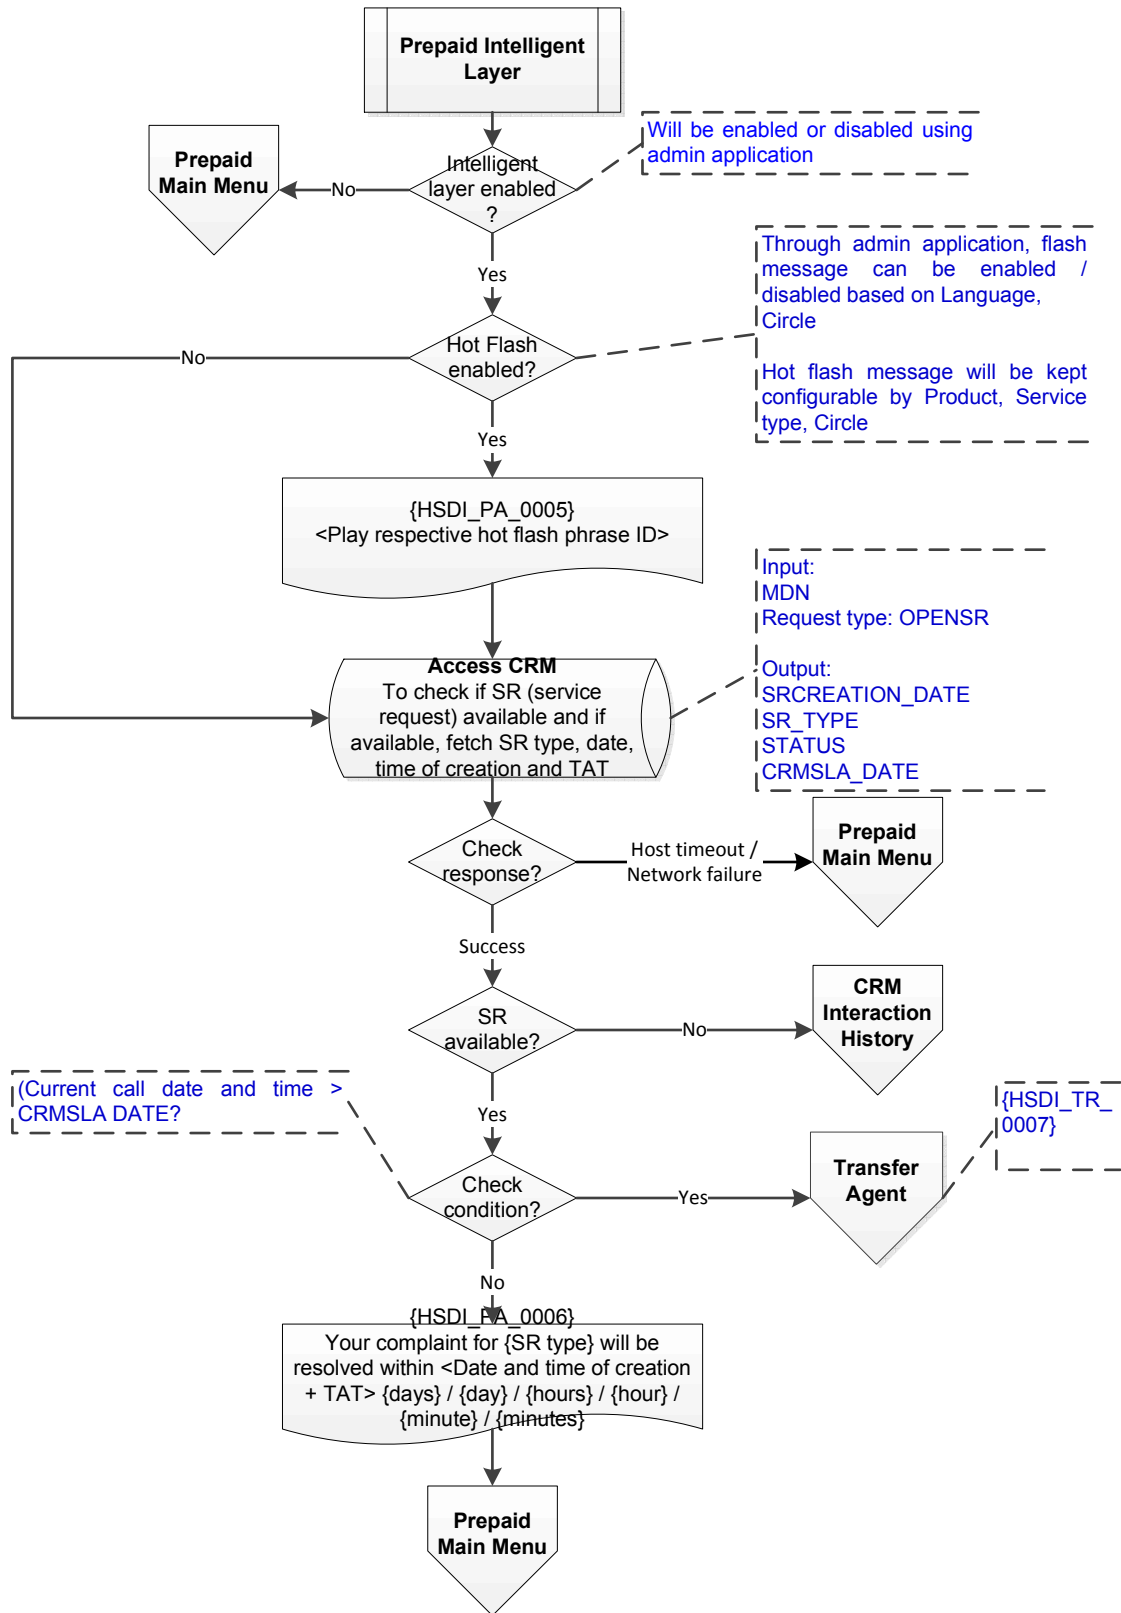 Prepaid Intelligent
Layer
Will be enabled or disabled using
admin application
Prepaid
Main Menu
No
Intelligent
layer enabled
?
Yes
Through admin application, flash
message can be enabled /
disabled based on Language,
Circle
Hot flash message will be kept
configurable by Product, Service
type, Circle
No
Hot Flash
enabled?
Yes
{HSDI_PA_0005}
<Play respective hot flash phrase ID>
Input:
MDN
Request type: OPENSR
Output:
SRCREATION_DATE
SR_TYPE
STATUS
CRMSLA_DATE
Access CRM
To check if SR (service
request) available and if
available, fetch SR type, date,
time of creation and TAT
Check
response?
Host timeout /
Network failure
Prepaid
Main Menu
Success
SR
available?
No
CRM
Interaction
History
(Current call date and time >
CRMSLA DATE?
Yes
{HSDI_TR_
0007}
Check
condition?
Yes
Transfer
Agent
No
{HSDI_PA_0006}
Your complaint for {SR type} will be
resolved within <Date and time of creation
+ TAT> {days} / {day} / {hours} / {hour} /
{minute} / {minutes}
Prepaid
Main Menu